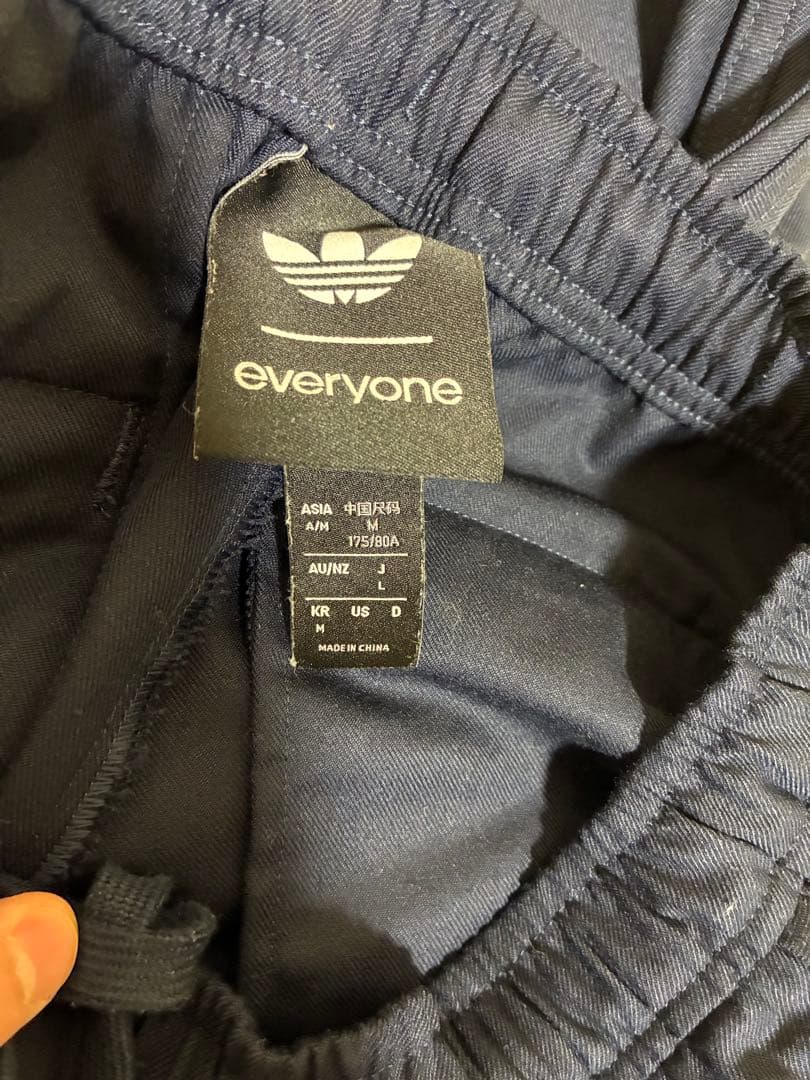 everyone
ASIA 中国尺码
A/M M
175/80A
AU/NZ J
L
KR US D
M
MADE IN CHINA